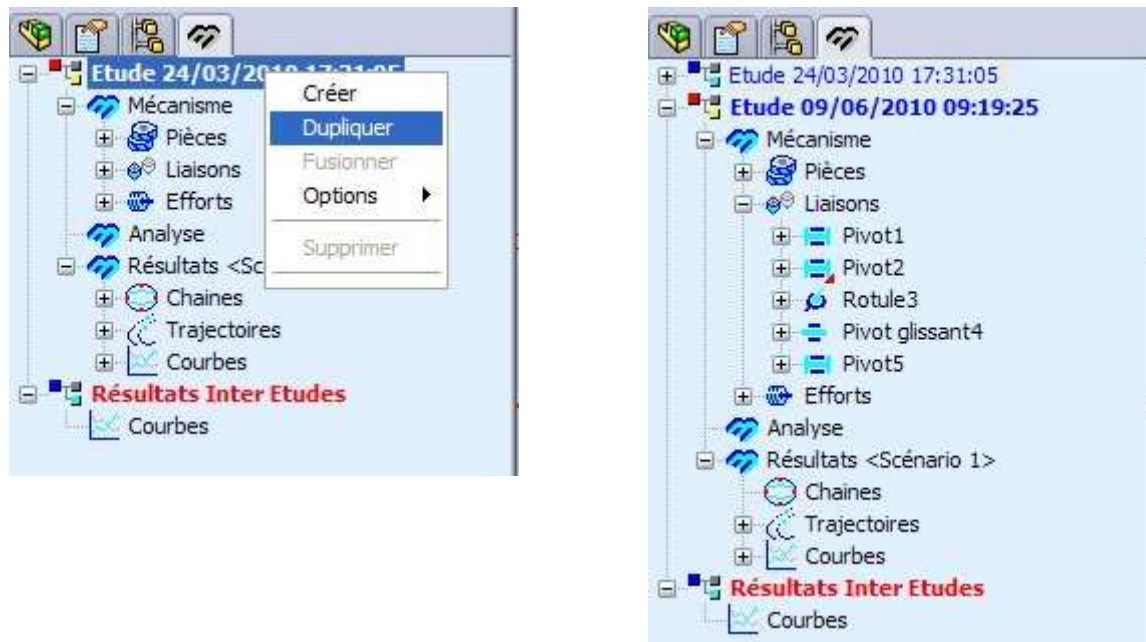 Etude 24/03/2010 17:31:05
Mécanisme
Pièces
Liaisons
Efforts
Analyse
Résultats <Sc
Chaines
Trajectoires
Courbes
Résultats Inter Etudes
Courbes
Créer
Dupliquer
Fusionner
Options
Supprimer
Etude 24/03/2010 17:31:05
Etude 09/06/2010 09:19:25
Mécanisme
Pièces
Liaisons
Pivot1
Pivot2
Rotule3
Pivot glissant4
Pivot5
Efforts
Analyse
Résultats <Scénario 1>
Chaines
Trajectoires
Courbes
Résultats Inter Etudes
Courbes